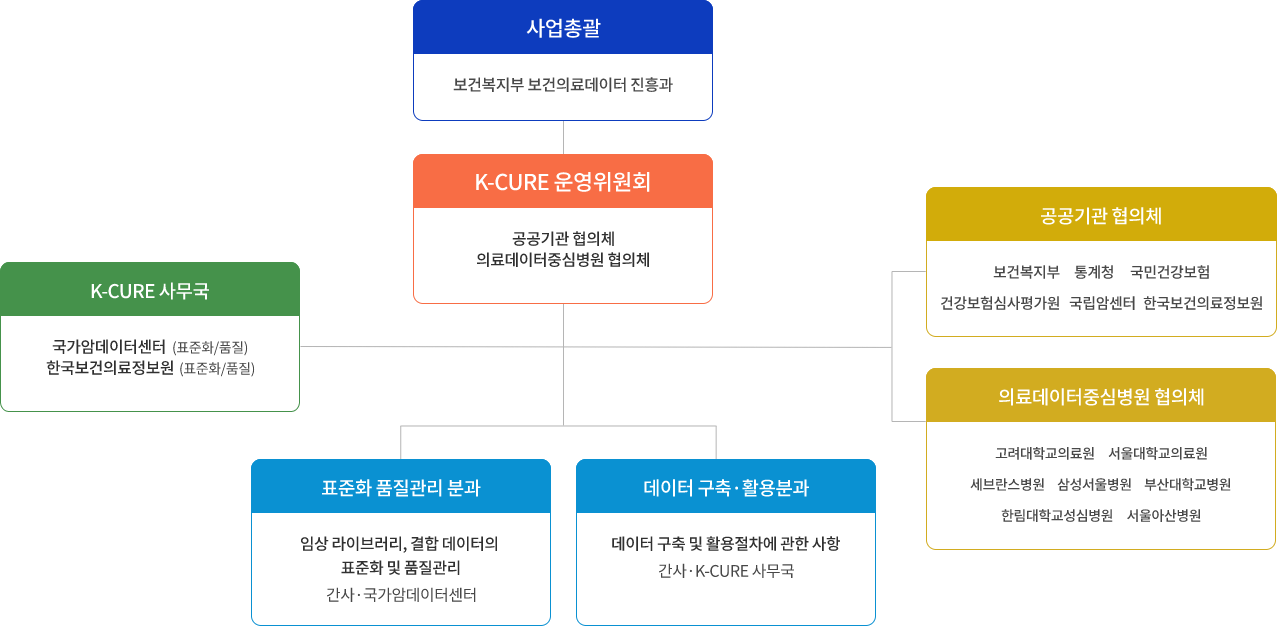 사업총괄
보건복지부 보건의료데이터 진흥과
K-CURE 운영위원회
공공기관 협의체
의료데이터중심병원 협의체
K-CURE 사무국
국가암데이터센터 (표준화/품질)
한국보건의료정보원 (표준화/품질)
공공기관 협의체
보건복지부 통계청 국민건강보험
건강보험심사평가원 국립암센터 한국보건의료정보원
의료데이터중심병원 협의체
고려대학교의료원 서울대학교의료원
세브란스병원 삼성서울병원 부산대학교병원
한림대학교성심병원 서울아산병원
표준화 품질관리 분과
임상 라이브러리, 결합 데이터의
표준화 및 품질관리
간사·국가암데이터센터
데이터 구축·활용분과
데이터 구축 및 활용절차에 관한 사항
간사·K-CURE 사무국